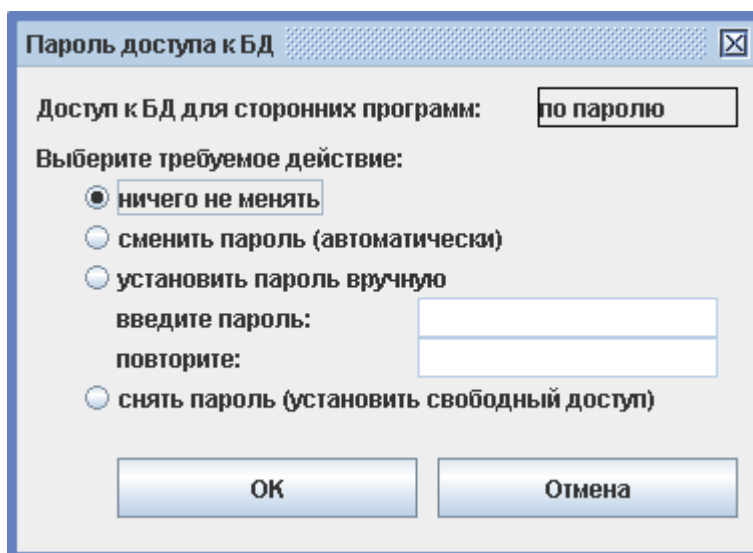 Пароль доступа к БД
Доступ к БД для сторонних программ: по паролю
Выберите требуемое действие:
ничего не менять
сменить пароль (автоматически)
установить пароль вручную
введите пароль:
повторите:
снять пароль (установить свободный доступ)
ОК Отмена